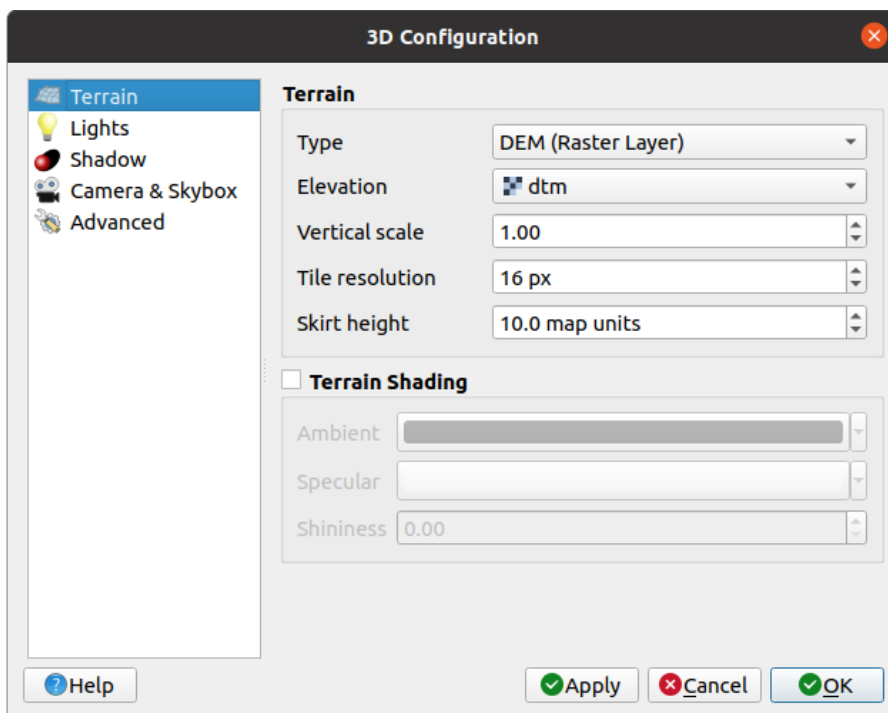 3D Configuration
Terrain
Lights
Shadow
Camera & Skybox
Advanced
Terrain
Type DEM (Raster Layer)
Elevation dtm
Vertical scale 1.00
Tile resolution 16 px
Skirt height 10.0 map units
Terrain Shading
Ambient
Specular
Shininess 0.00
Help Apply Cancel OK